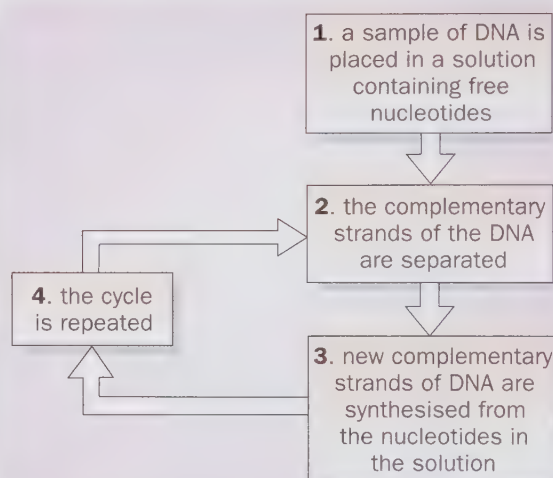 1. a sample of DNA is
placed in a solution
containing free
nucleotides
2. the complementary
strands of the DNA
are separated
3. new complementary
strands of DNA are
synthesised from
the nucleotides in
the solution
4. the cycle
is repeated